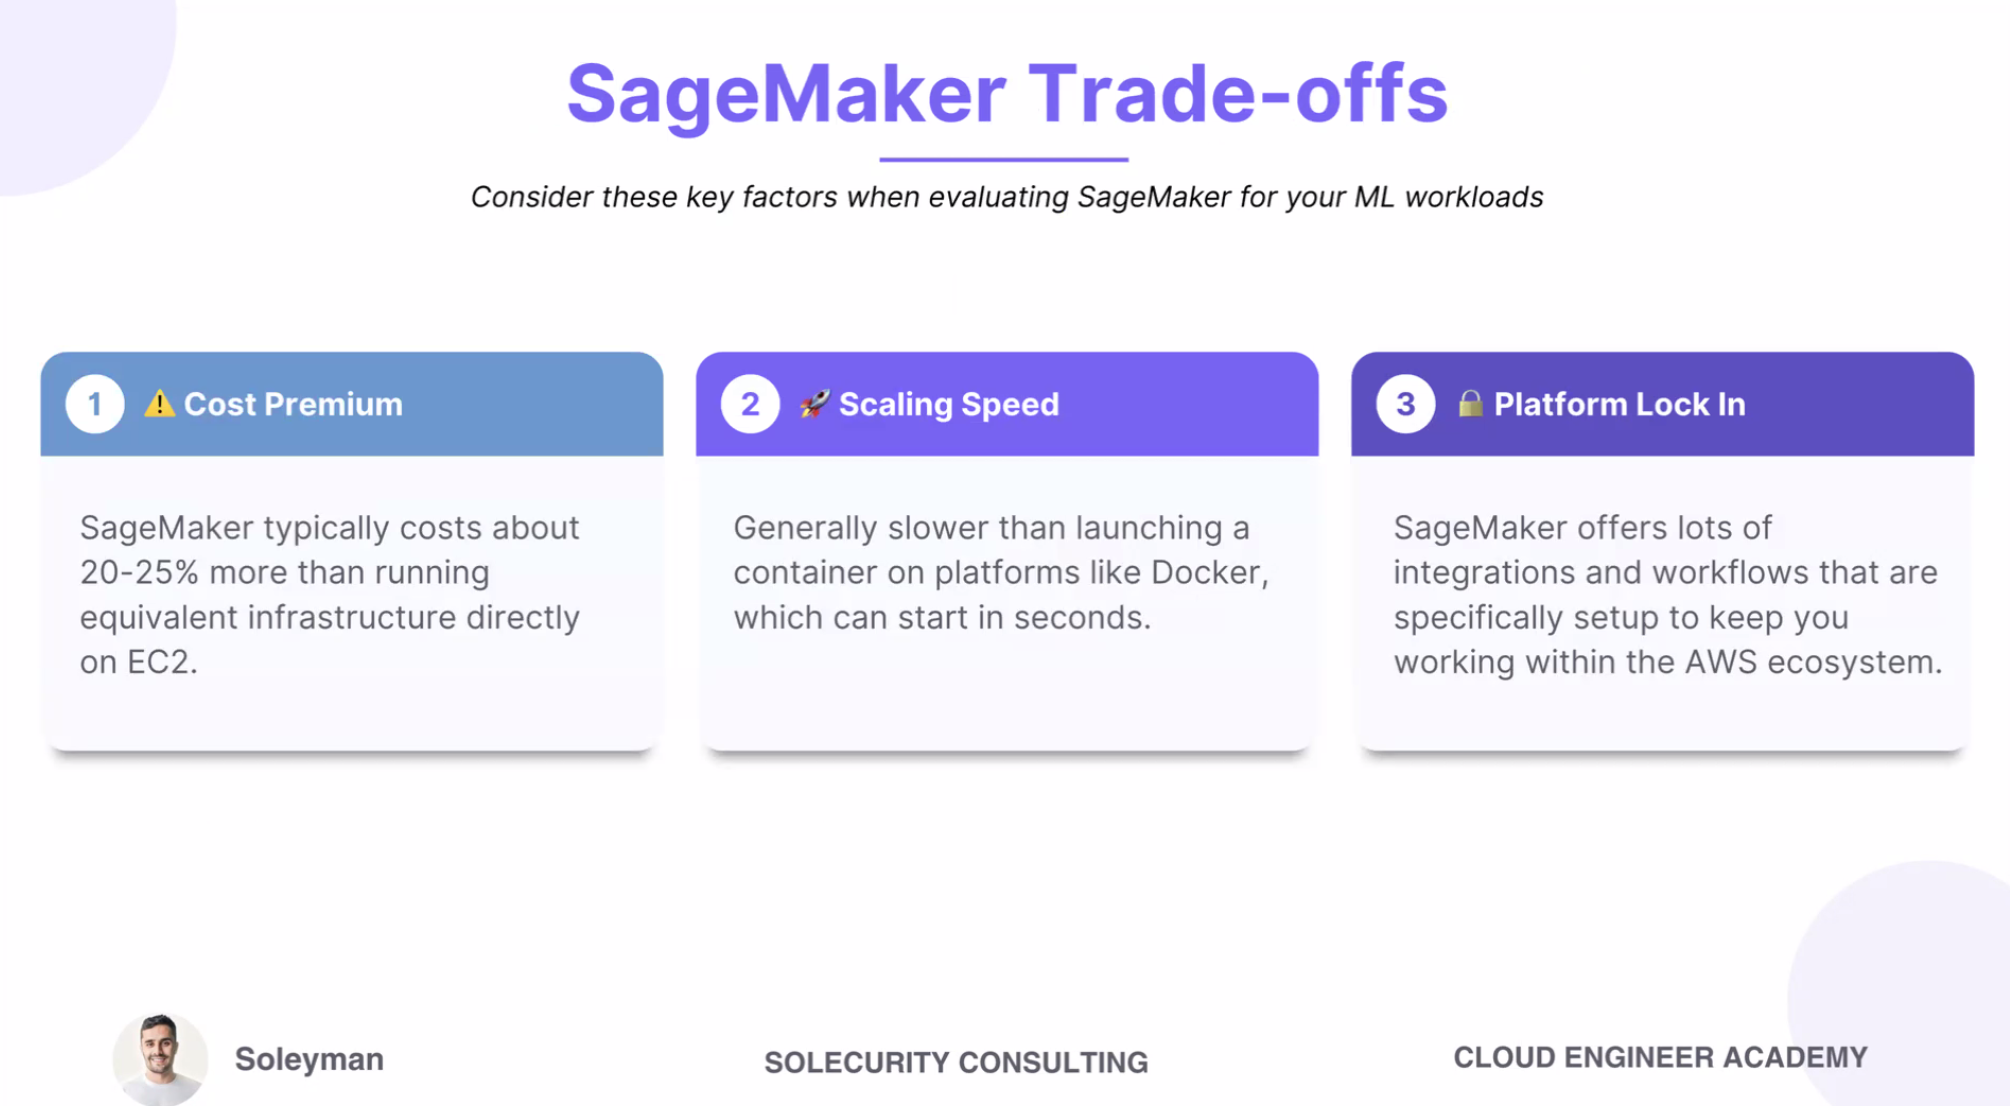 SageMaker Trade-offs
Consider these key factors when evaluating SageMaker for your ML workloads
1 ⚠️ Cost Premium
SageMaker typically costs about
20-25% more than running
equivalent infrastructure directly
on EC2.
2 🚀 Scaling Speed
Generally slower than launching a
container on platforms like Docker,
which can start in seconds.
3 🔒 Platform Lock In
SageMaker offers lots of
integrations and workflows that are
specifically setup to keep you
working within the AWS ecosystem.
Soleyman
SOLECURITY CONSULTING
CLOUD ENGINEER ACADEMY